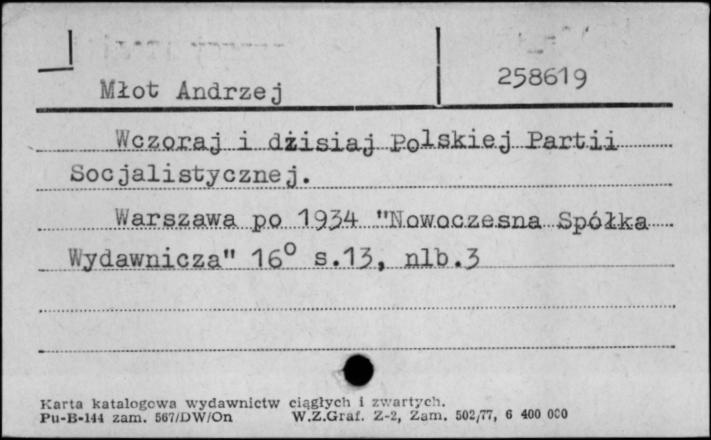 Młot Andrzej
258619
Wczoraj i dżisiaj Polskiej Partii
Socjalistycznej.
Warszawa po 1934 "Nowoczesna Spółka
Wydawnicza" 16° s.13, nlb.3
Karta katalogowa wydawnictw ciągłych i zwartych.
Pu-B-144 zam. 567/DW/On W.Z.Graf. Z-2, Zam. 502/77, 6 400 000